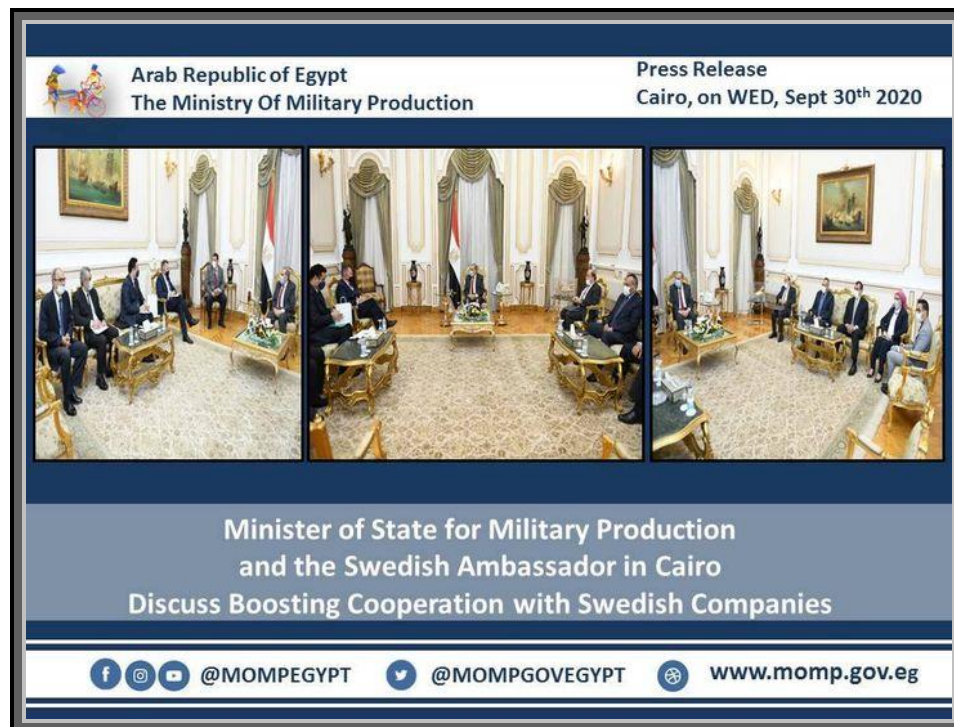 Arab Republic of Egypt
The Ministry Of Military Production
Press Release
Cairo, on WED, Sept 30th 2020
Minister of State for Military Production
and the Swedish Ambassador in Cairo
Discuss Boosting Cooperation with Swedish Companies
@MOMPEGYPT
@MOMPGOVEGYPT
www.momp.gov.eg